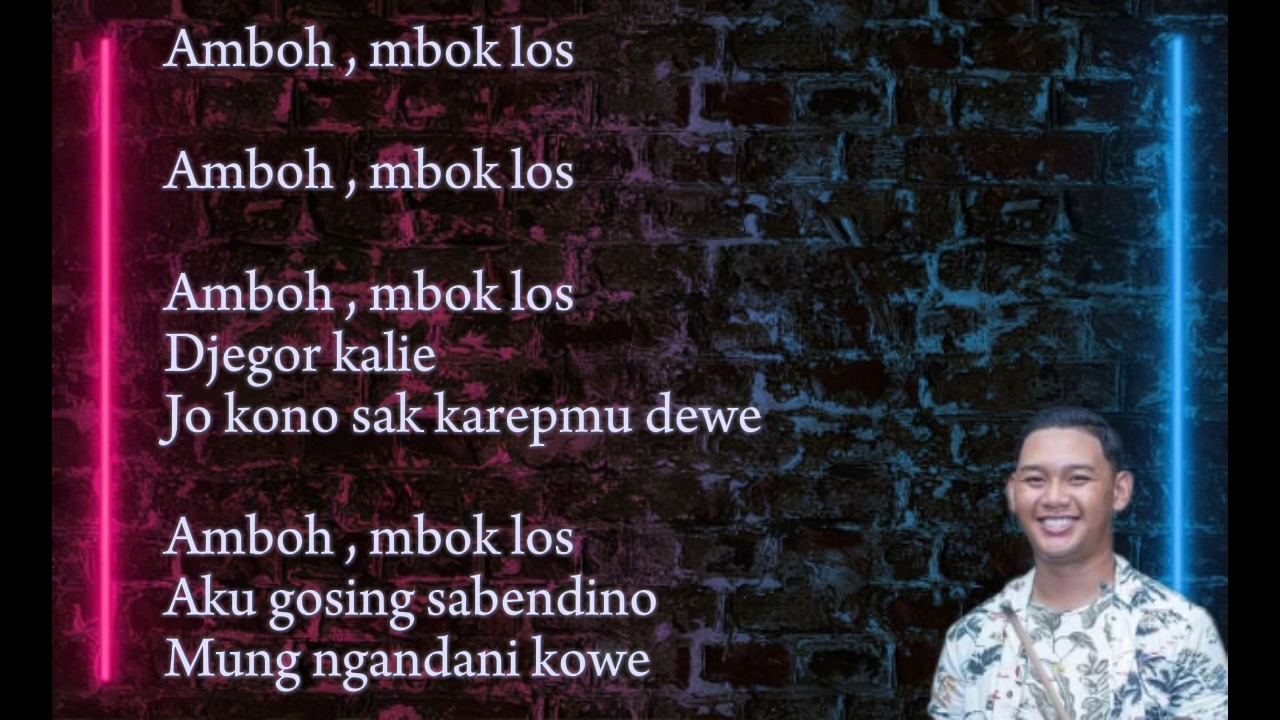 Amboh , mbok los
Amboh , mbok los
Amboh , mbok los
Djegor kalie
Jo kono sak karepmu dewe
Amboh , mbok los
Aku gosing sabendino
Mung ngandani kowe